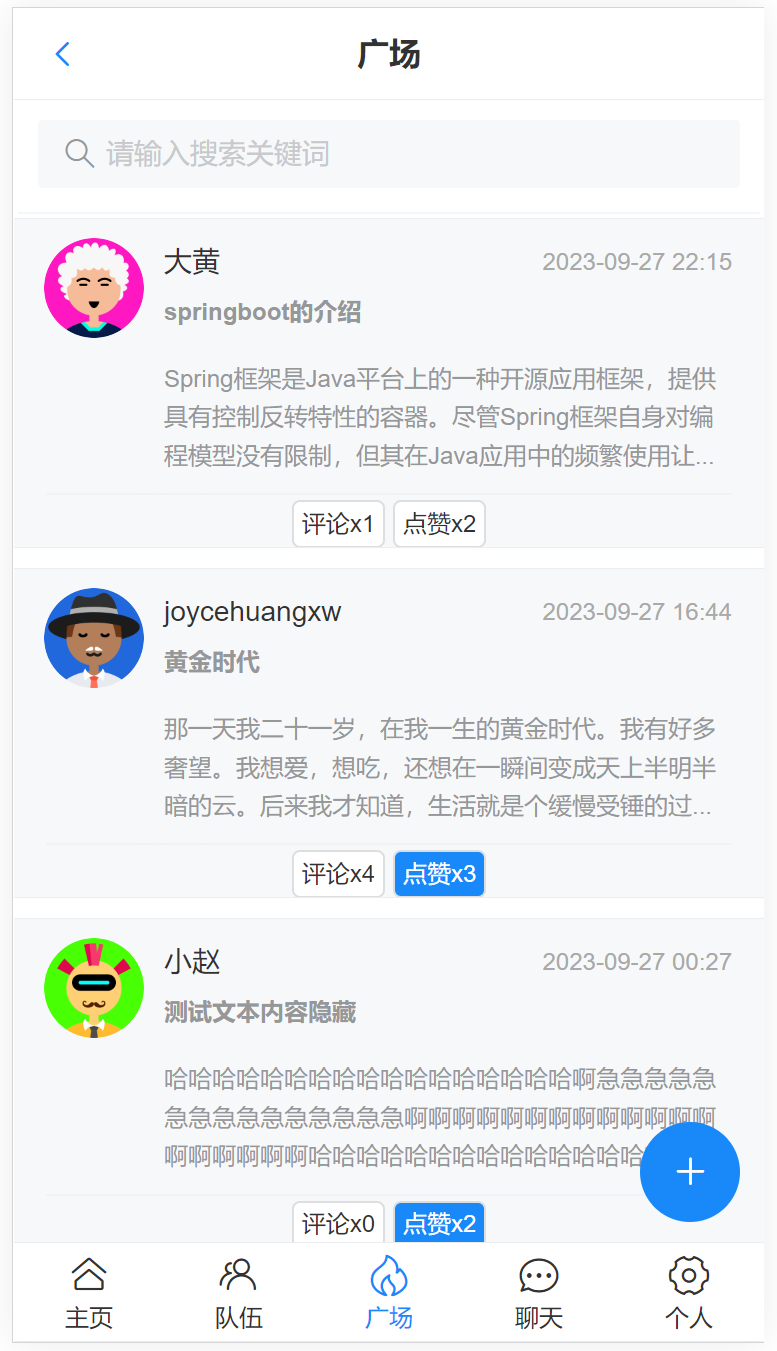 广场
请输入搜索关键词
大黄
2023-09-27 22:15
springboot的介绍
Spring框架是Java平台上的一种开源应用框架，提供
具有控制反转特性的容器。尽管Spring框架自身对编
程模型没有限制，但其在Java应用中的频繁使用让...
评论x1 点赞x2
joycehuangxw
2023-09-27 16:44
黄金时代
那一天我二十一岁，在我一生的黄金时代。我有好多
奢望。我想爱，想吃，还想在一瞬间变成天上半明半
暗的云。后来我才知道，生活就是个缓慢受锤的过...
评论x4 点赞x3
小赵
2023-09-27 00:27
测试文本内容隐藏
哈哈哈哈哈哈哈哈哈哈哈哈哈哈哈哈哈啊急急急急急
急急急急急急急急急急啊啊啊啊啊啊啊啊啊啊啊啊啊
啊啊啊啊啊啊哈哈哈哈哈哈哈哈哈哈哈哈哈哈
评论x0 点赞x2
主页 队伍 广场 聊天 个人